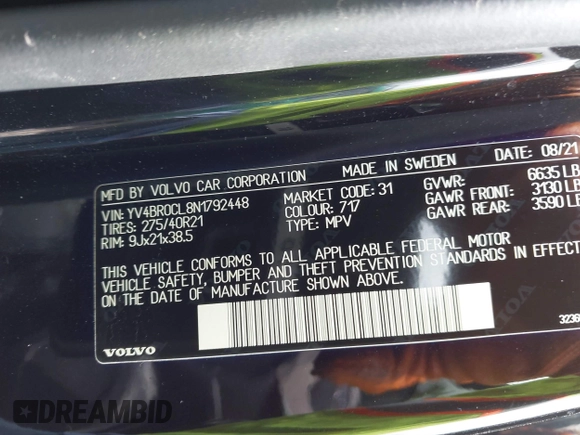 MFD BY VOLVO CAR CORPORATION MADE IN SWEDEN DATE: 08/21
VIN: YV4BR0CL8N1792448 MARKET CODE: 31 GVWR: 6635 LB
TIRES: 275/40R21 COLOUR: 717 GAWR FRONT: 3130 LB
RIM: 9Jx21x38.5 TYPE: MPV GAWR REAR: 3590 LB
THIS VEHICLE CONFORMS TO ALL APPLICABLE FEDERAL MOTOR
VEHICLE SAFETY, BUMPER AND THEFT PREVENTION STANDARDS IN EFFECT
ON THE DATE OF MANUFACTURE SHOWN ABOVE.
VOLVO
3236
DREAMBID